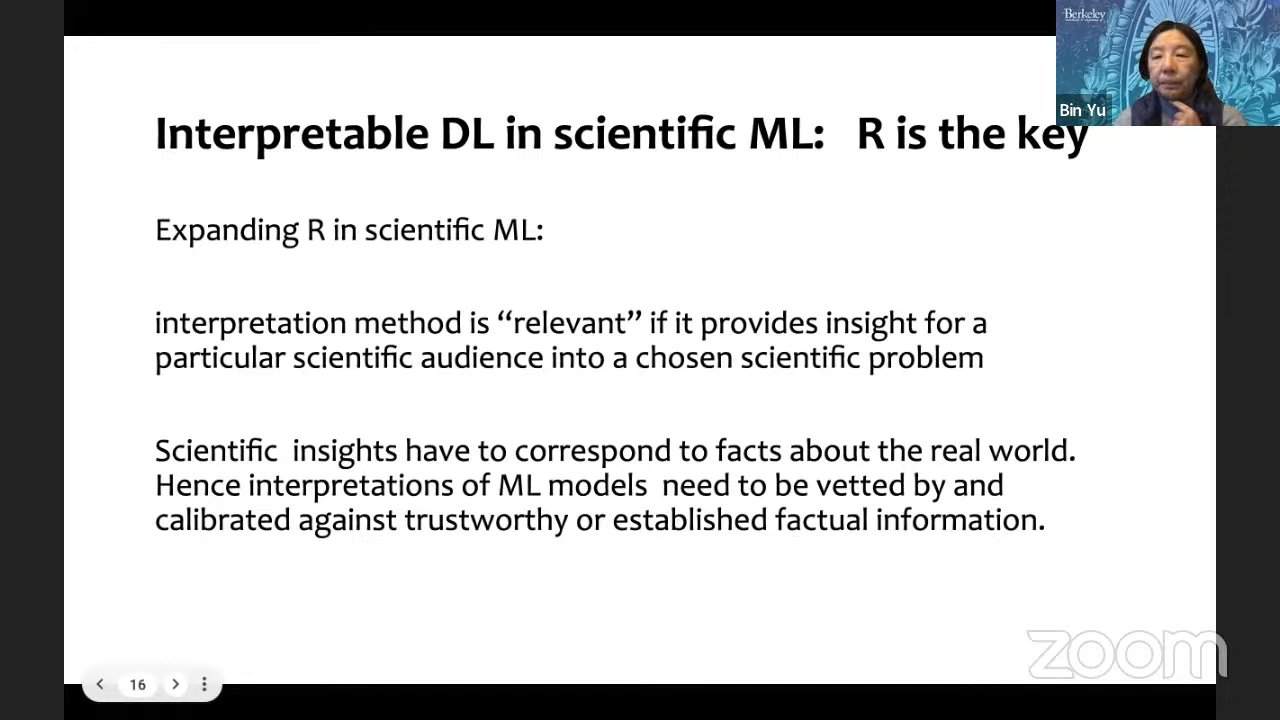 Berkeley
Bin Yu
Interpretable DL in scientific ML:   R is the key
Expanding R in scientific ML:
interpretation method is “relevant” if it provides insight for a
particular scientific audience into a chosen scientific problem
Scientific  insights have to correspond to facts about the real world.
Hence interpretations of ML models  need to be vetted by and
calibrated against trustworthy or established factual information.
zoom
16